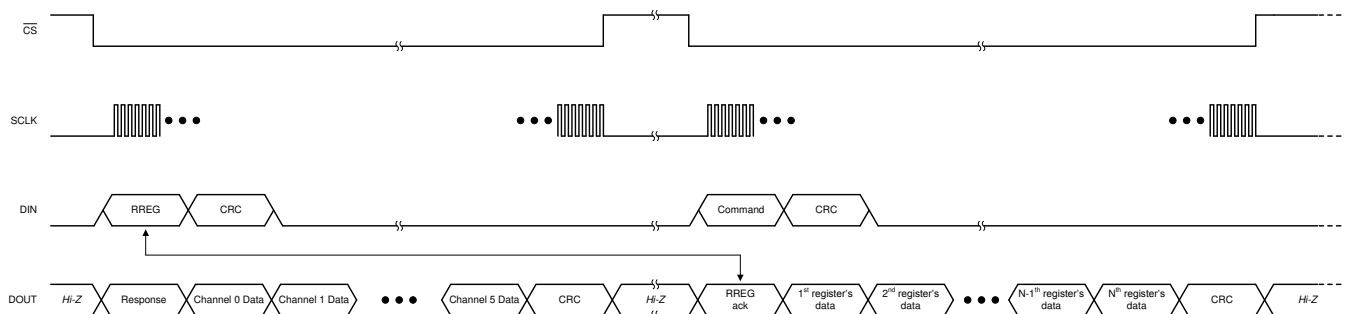 CS
SCLK
DIN
RREG
CRC
Command
CRC
DOUT
Hi-Z
Response
Channel 0 Data
Channel 1 Data
Channel 5 Data
CRC
Hi-Z
RREG
ack
1st register's
data
2nd register's
data
N-1th register's
data
Nth register's
data
CRC
Hi-Z